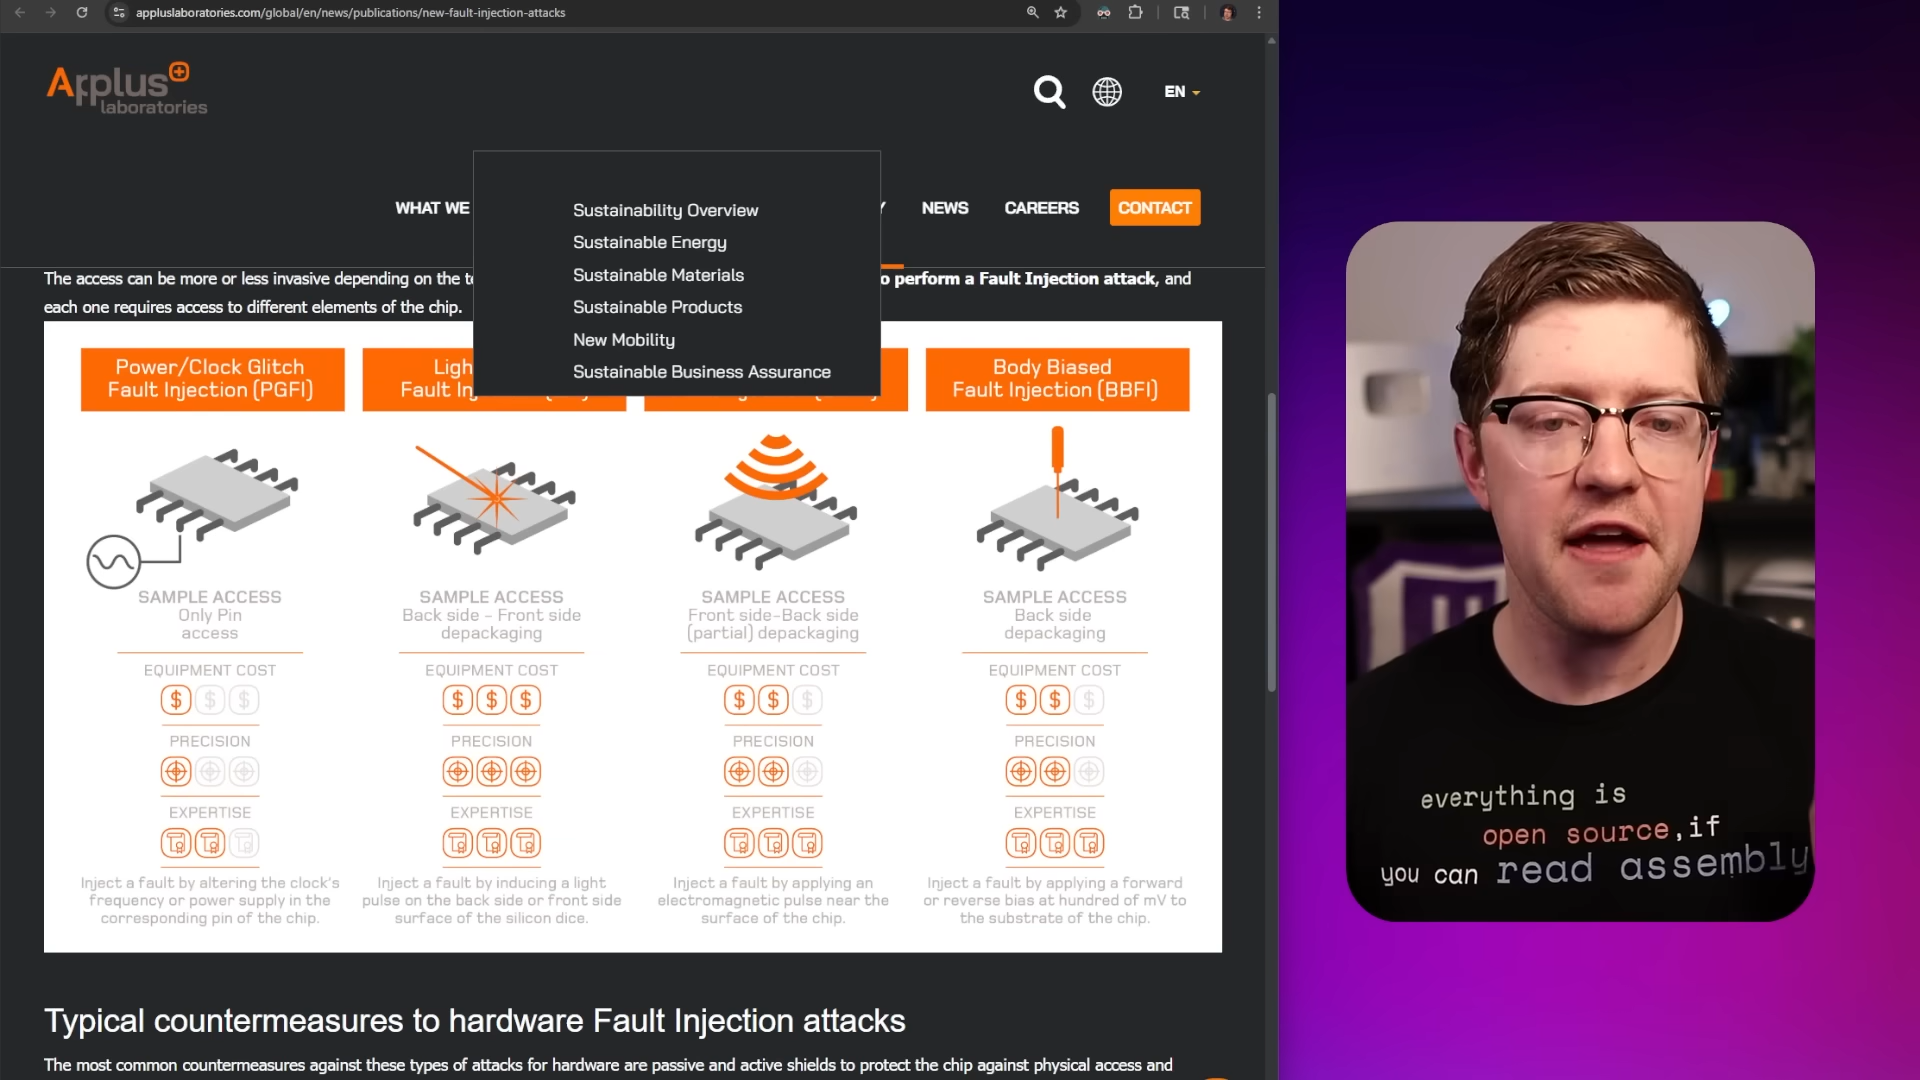 appluslaboratories.com/global/en/news/publications/new-fault-injection-attacks
Applus
laboratories
EN
WHAT WE
NEWS
CAREERS
CONTACT
Sustainability Overview
Sustainable Energy
Sustainable Materials
Sustainable Products
New Mobility
Sustainable Business Assurance
The access can be more or less invasive depending on the
to perform a Fault Injection attack, and
each one requires access to different elements of the chip.
Power/Clock Glitch
Fault Injection (PGFI)
SAMPLE ACCESS
Only Pin
access
EQUIPMENT COST
$ $ $
PRECISION
EXPERTISE
Inject a fault by altering the clock's
frequency or power supply in the
corresponding pin of the chip.
SAMPLE ACCESS
Back side - Front side
depackaging
EQUIPMENT COST
$ $ $
PRECISION
EXPERTISE
Inject a fault by inducing a light
pulse on the back side or front side
surface of the silicon dice.
SAMPLE ACCESS
Front side-Back side
(partial) depackaging
EQUIPMENT COST
$ $ $
PRECISION
EXPERTISE
Inject a fault by applying an
electromagnetic pulse near the
surface of the chip.
Body Biased
Fault Injection (BBFI)
SAMPLE ACCESS
Back side
depackaging
EQUIPMENT COST
$ $ $
PRECISION
EXPERTISE
Inject a fault by applying a forward
or reverse bias at hundred of mV to
the substrate of the chip.
Typical countermeasures to hardware Fault Injection attacks
The most common countermeasures against these types of attacks for hardware are passive and active shields to protect the chip against physical access and
everything is
open source,if
you can read assembly